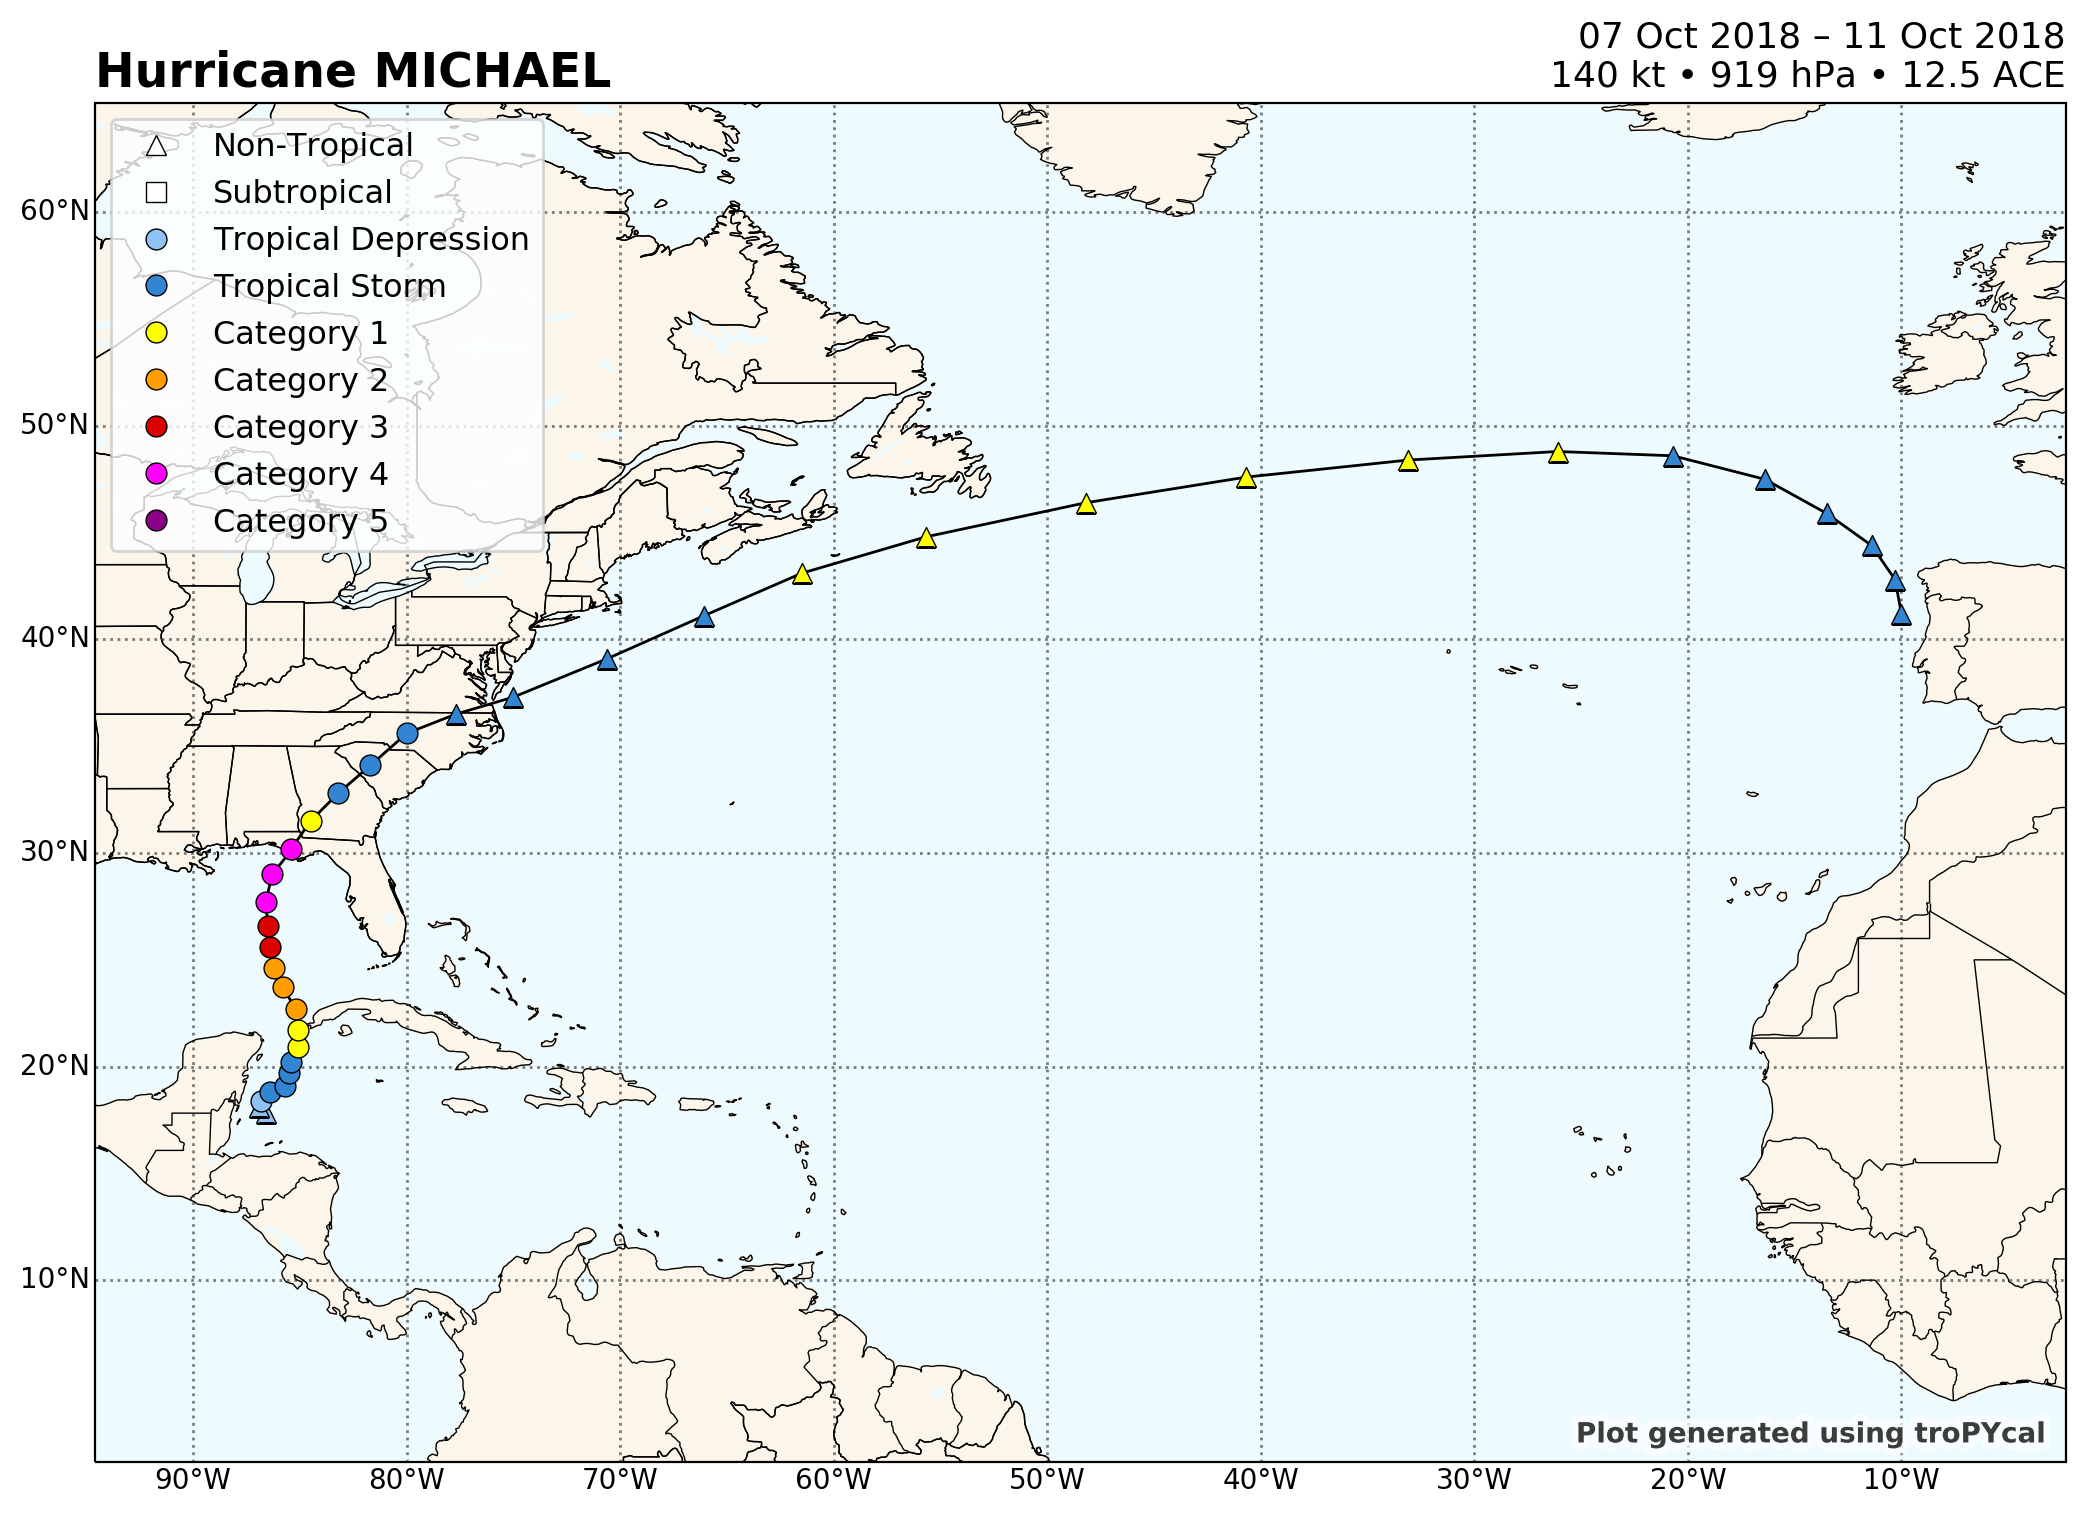 Hurricane MICHAEL
07 Oct 2018 – 11 Oct 2018
140 kt • 919 hPa • 12.5 ACE
Non-Tropical
Subtropical
Tropical Depression
Tropical Storm
Category 1
Category 2
Category 3
Category 4
Category 5
60°N
50°N
40°N
30°N
20°N
10°N
Plot generated using troPYcal
90°W 80°W 70°W 60°W 50°W 40°W 30°W 20°W 10°W